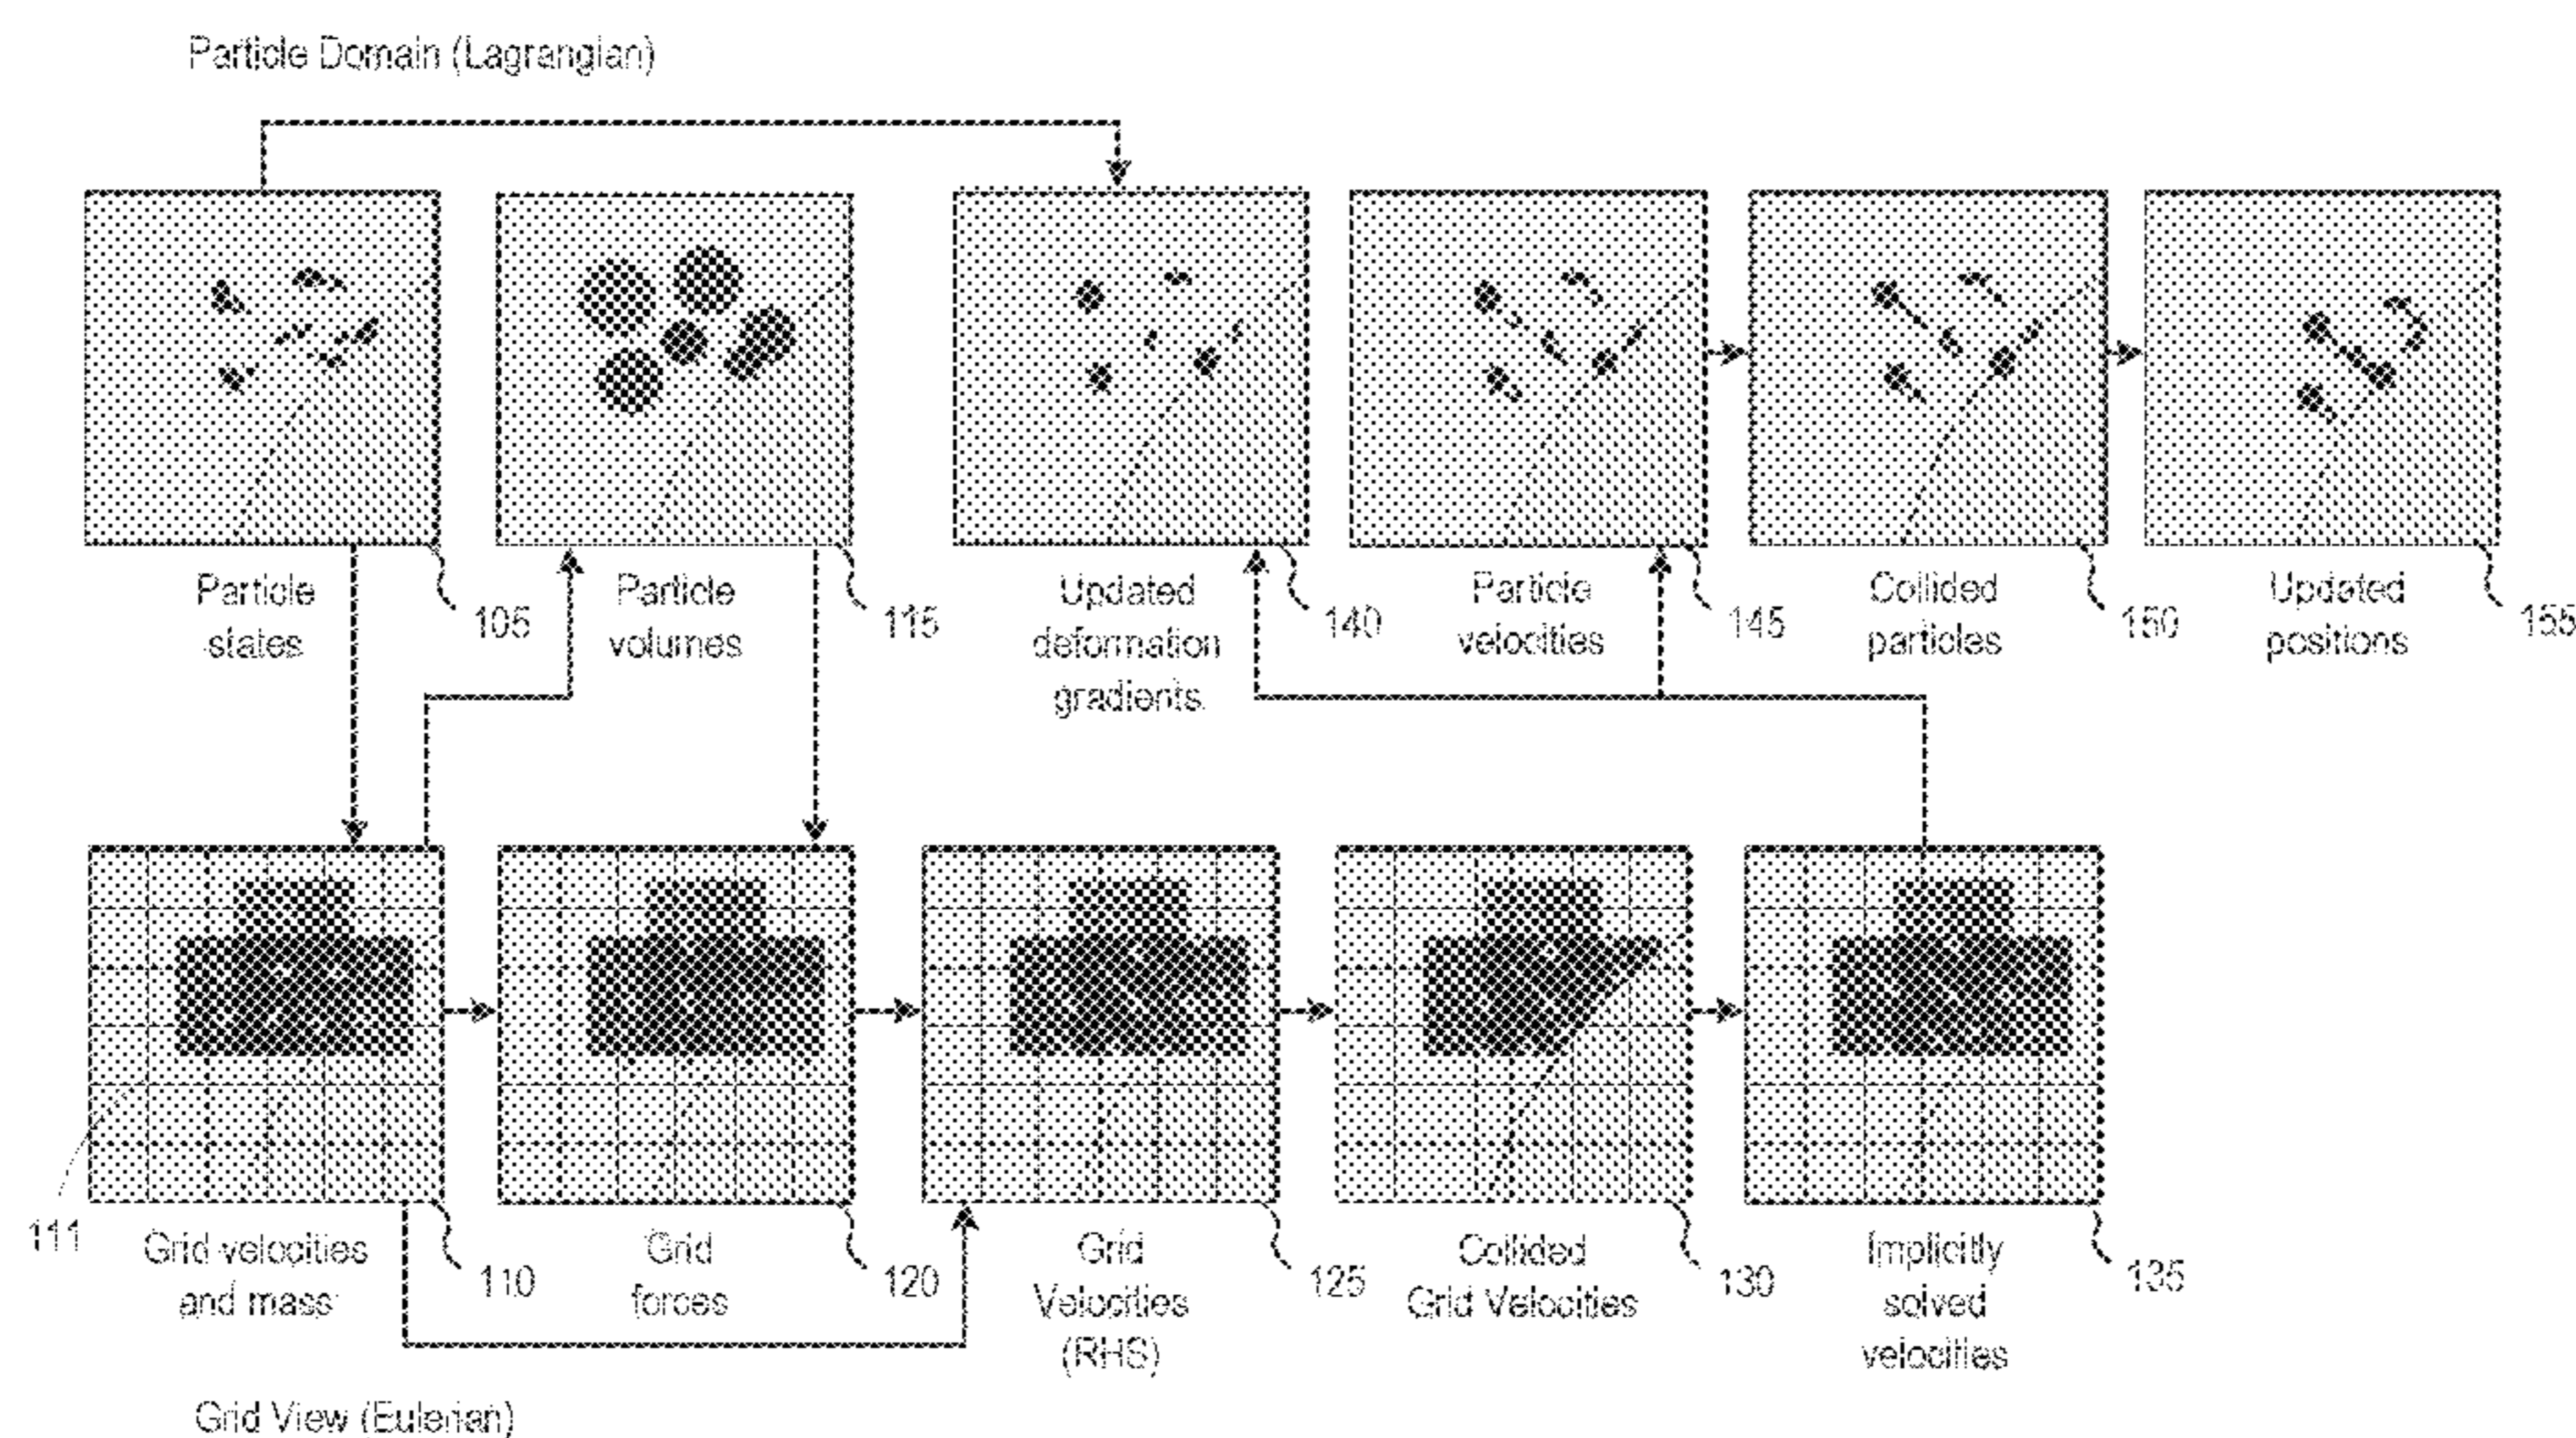 Particle Domain (Lagrangian)
Particle
states
105
Particle
volumes
115
Updated
deformation
gradients
140
Particle
velocities
145
Collided
particles
150
Updated
positions
155
111
Grid velocities
and mass
110
Grid
forces
120
Grid
Velocities
(RHS)
125
Collided
Grid Velocities
130
Implicitly
solved
velocities
135
Grid View (Eulerian)